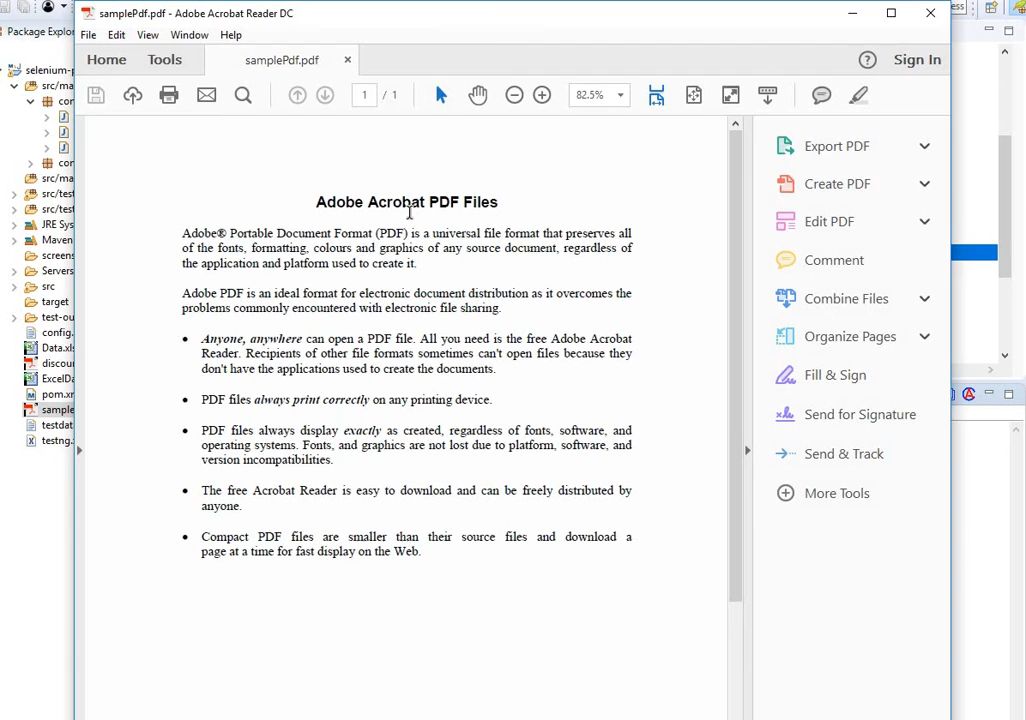 samplePdf.pdf - Adobe Acrobat Reader DC
File Edit View Window Help
Home Tools samplePdf.pdf × Sign In
1 / 1 82.5%
Package Explor
selenium-p
src/ma
con
con
src/ma
src/test
src/test
JRE Sys
Maven
screens
Servers
src
target
test-ou
config.
Data.xls
discour
ExcelDa
pom.xr
sample
testdat
testng.
Adobe Acrobat PDF Files
Adobe® Portable Document Format (PDF) is a universal file format that preserves all
of the fonts, formatting, colours and graphics of any source document, regardless of
the application and platform used to create it.
Adobe PDF is an ideal format for electronic document distribution as it overcomes the
problems commonly encountered with electronic file sharing.
• Anyone, anywhere can open a PDF file. All you need is the free Adobe Acrobat
Reader. Recipients of other file formats sometimes can't open files because they
don't have the applications used to create the documents.
• PDF files always print correctly on any printing device.
• PDF files always display exactly as created, regardless of fonts, software, and
operating systems. Fonts, and graphics are not lost due to platform, software, and
version incompatibilities.
• The free Acrobat Reader is easy to download and can be freely distributed by
anyone.
• Compact PDF files are smaller than their source files and download a
page at a time for fast display on the Web.
Export PDF
Create PDF
Edit PDF
Comment
Combine Files
Organize Pages
Fill & Sign
Send for Signature
Send & Track
More Tools